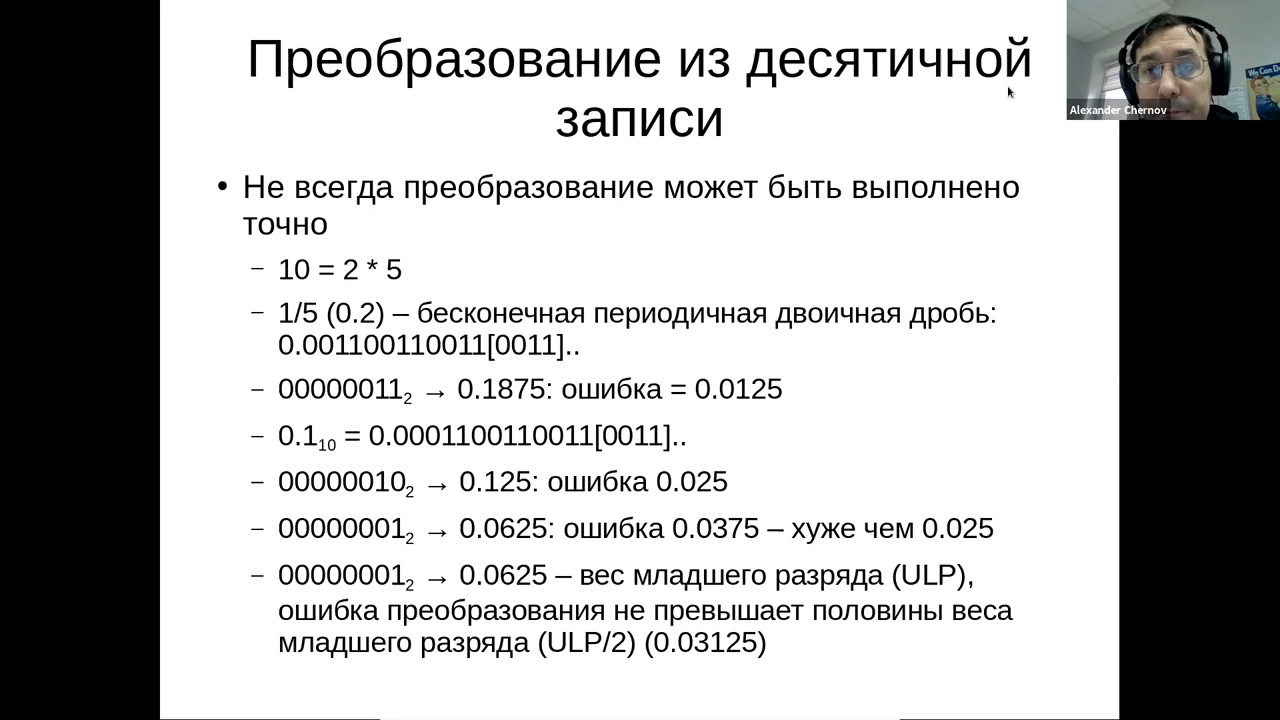 Преобразование из десятичной
записи
• Не всегда преобразование может быть выполнено
точно
– 10 = 2 * 5
– 1/5 (0.2) – бесконечная периодичная двоичная дробь:
0.001100110011[0011]..
– 00000011₂ → 0.1875: ошибка = 0.0125
– 0.1₁₀ = 0.0001100110011[0011]..
– 00000010₂ → 0.125: ошибка 0.025
– 00000001₂ → 0.0625: ошибка 0.0375 – хуже чем 0.025
– 00000001₂ → 0.0625 – вес младшего разряда (ULP),
ошибка преобразования не превышает половины веса
младшего разряда (ULP/2) (0.03125)
We Can D
Alexander Chernov